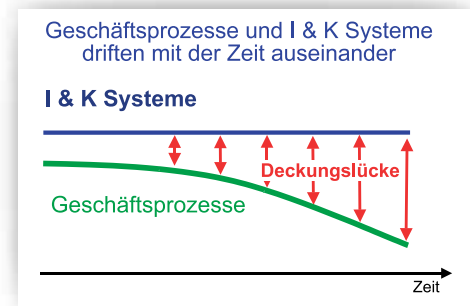 Geschäftsprozesse und I & K Systeme
driften mit der Zeit auseinander
I & K Systeme
Deckungslücke
Geschäftsprozesse
Zeit